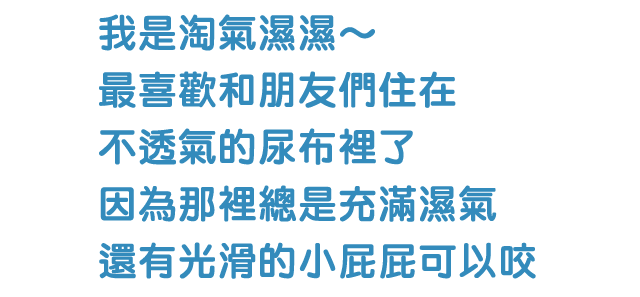 我是淘氣濕濕～
最喜歡和朋友們住在
不透氣的尿布裡了
因為那裡總是充滿濕氣
還有光滑的小屁屁可以咬